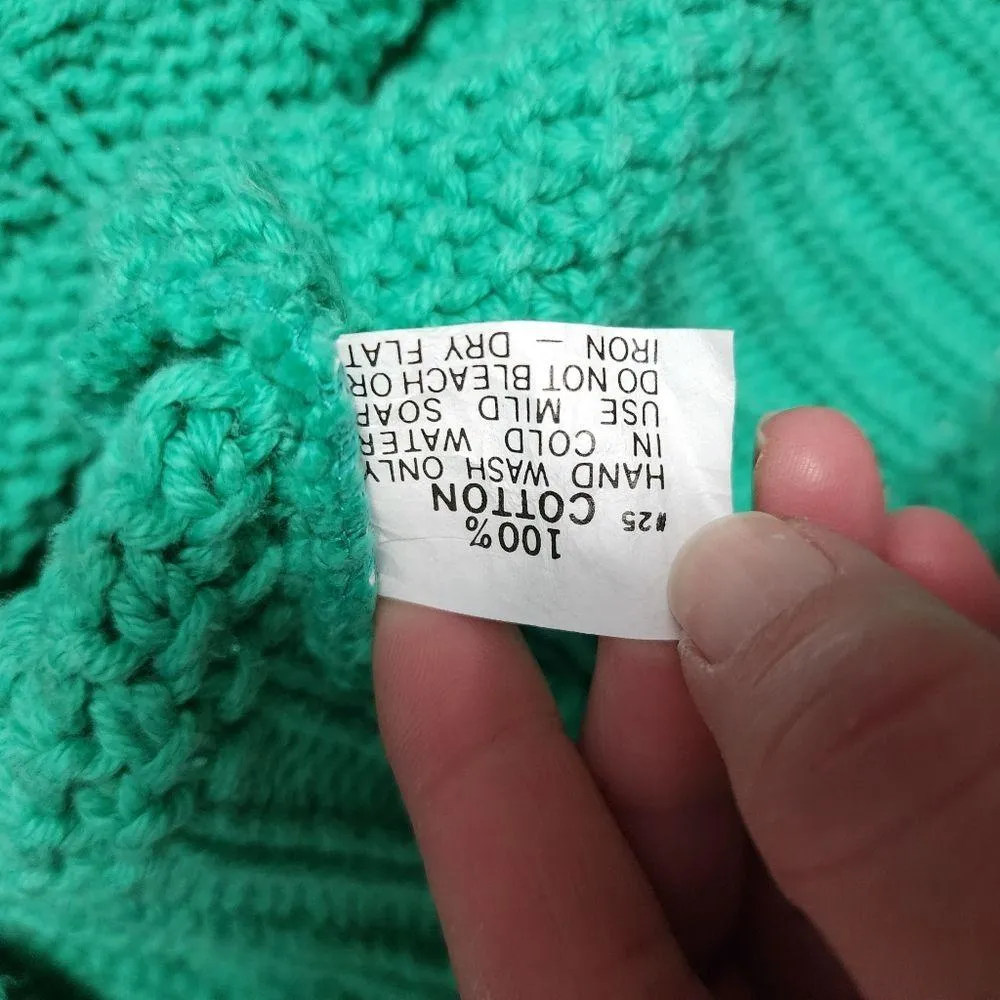 100%
#25 COTTON
HAND WASH ONLY
IN COLD WATER
USE MILD SOAP
DO NOT BLEACH OR
IRON — DRY FLAT